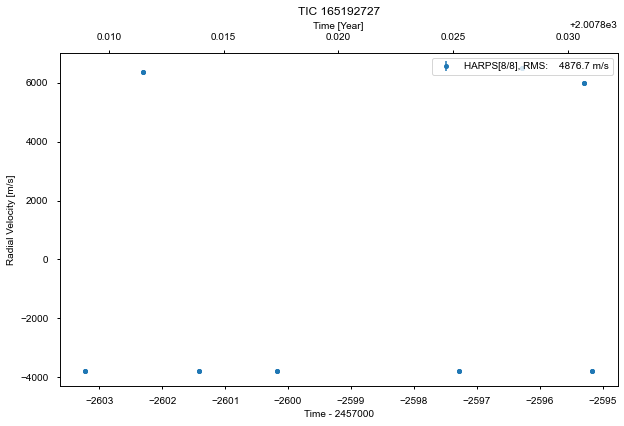 TIC 165192727
Time [Year]
+2.0078e3
0.010 0.015 0.020 0.025 0.030
HARPS[8/8], RMS: 4876.7 m/s
6000
4000
2000
0
−2000
−4000
Radial Velocity [m/s]
−2603 −2602 −2601 −2600 −2599 −2598 −2597 −2596 −2595
Time - 2457000